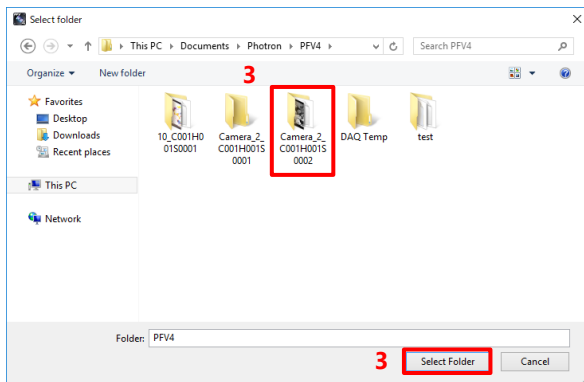 Select folder
This PC Documents Photron PFV4
Search PFV4
Organize
New folder
3
Favorites
Desktop
Downloads
Recent places
This PC
Network
10_C001H0
01S0001
Camera_2_
C001H001S
0001
Camera_2_
C001H001S
0002
DAQ Temp
test
Folder: PFV4
3
Select Folder
Cancel